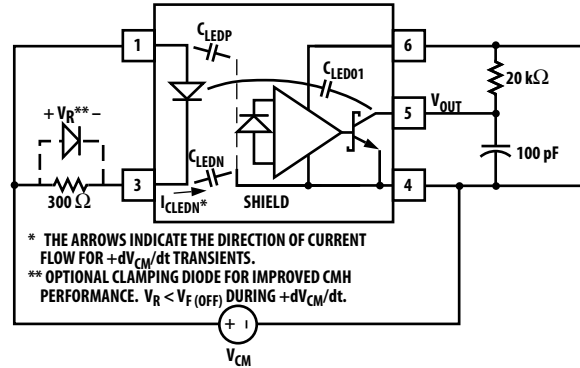 1
C_LEDP
6
C_LEDO1
20 kΩ
+ V_R** –
V_OUT
5
100 pF
C_LEDN
3
4
300 Ω
I_CLEDN*
SHIELD
* THE ARROWS INDICATE THE DIRECTION OF CURRENT
FLOW FOR +dV_CM/dt TRANSIENTS.
** OPTIONAL CLAMPING DIODE FOR IMPROVED CMH
PERFORMANCE. V_R < V_F (OFF) DURING +dV_CM/dt.
+ –
V_CM